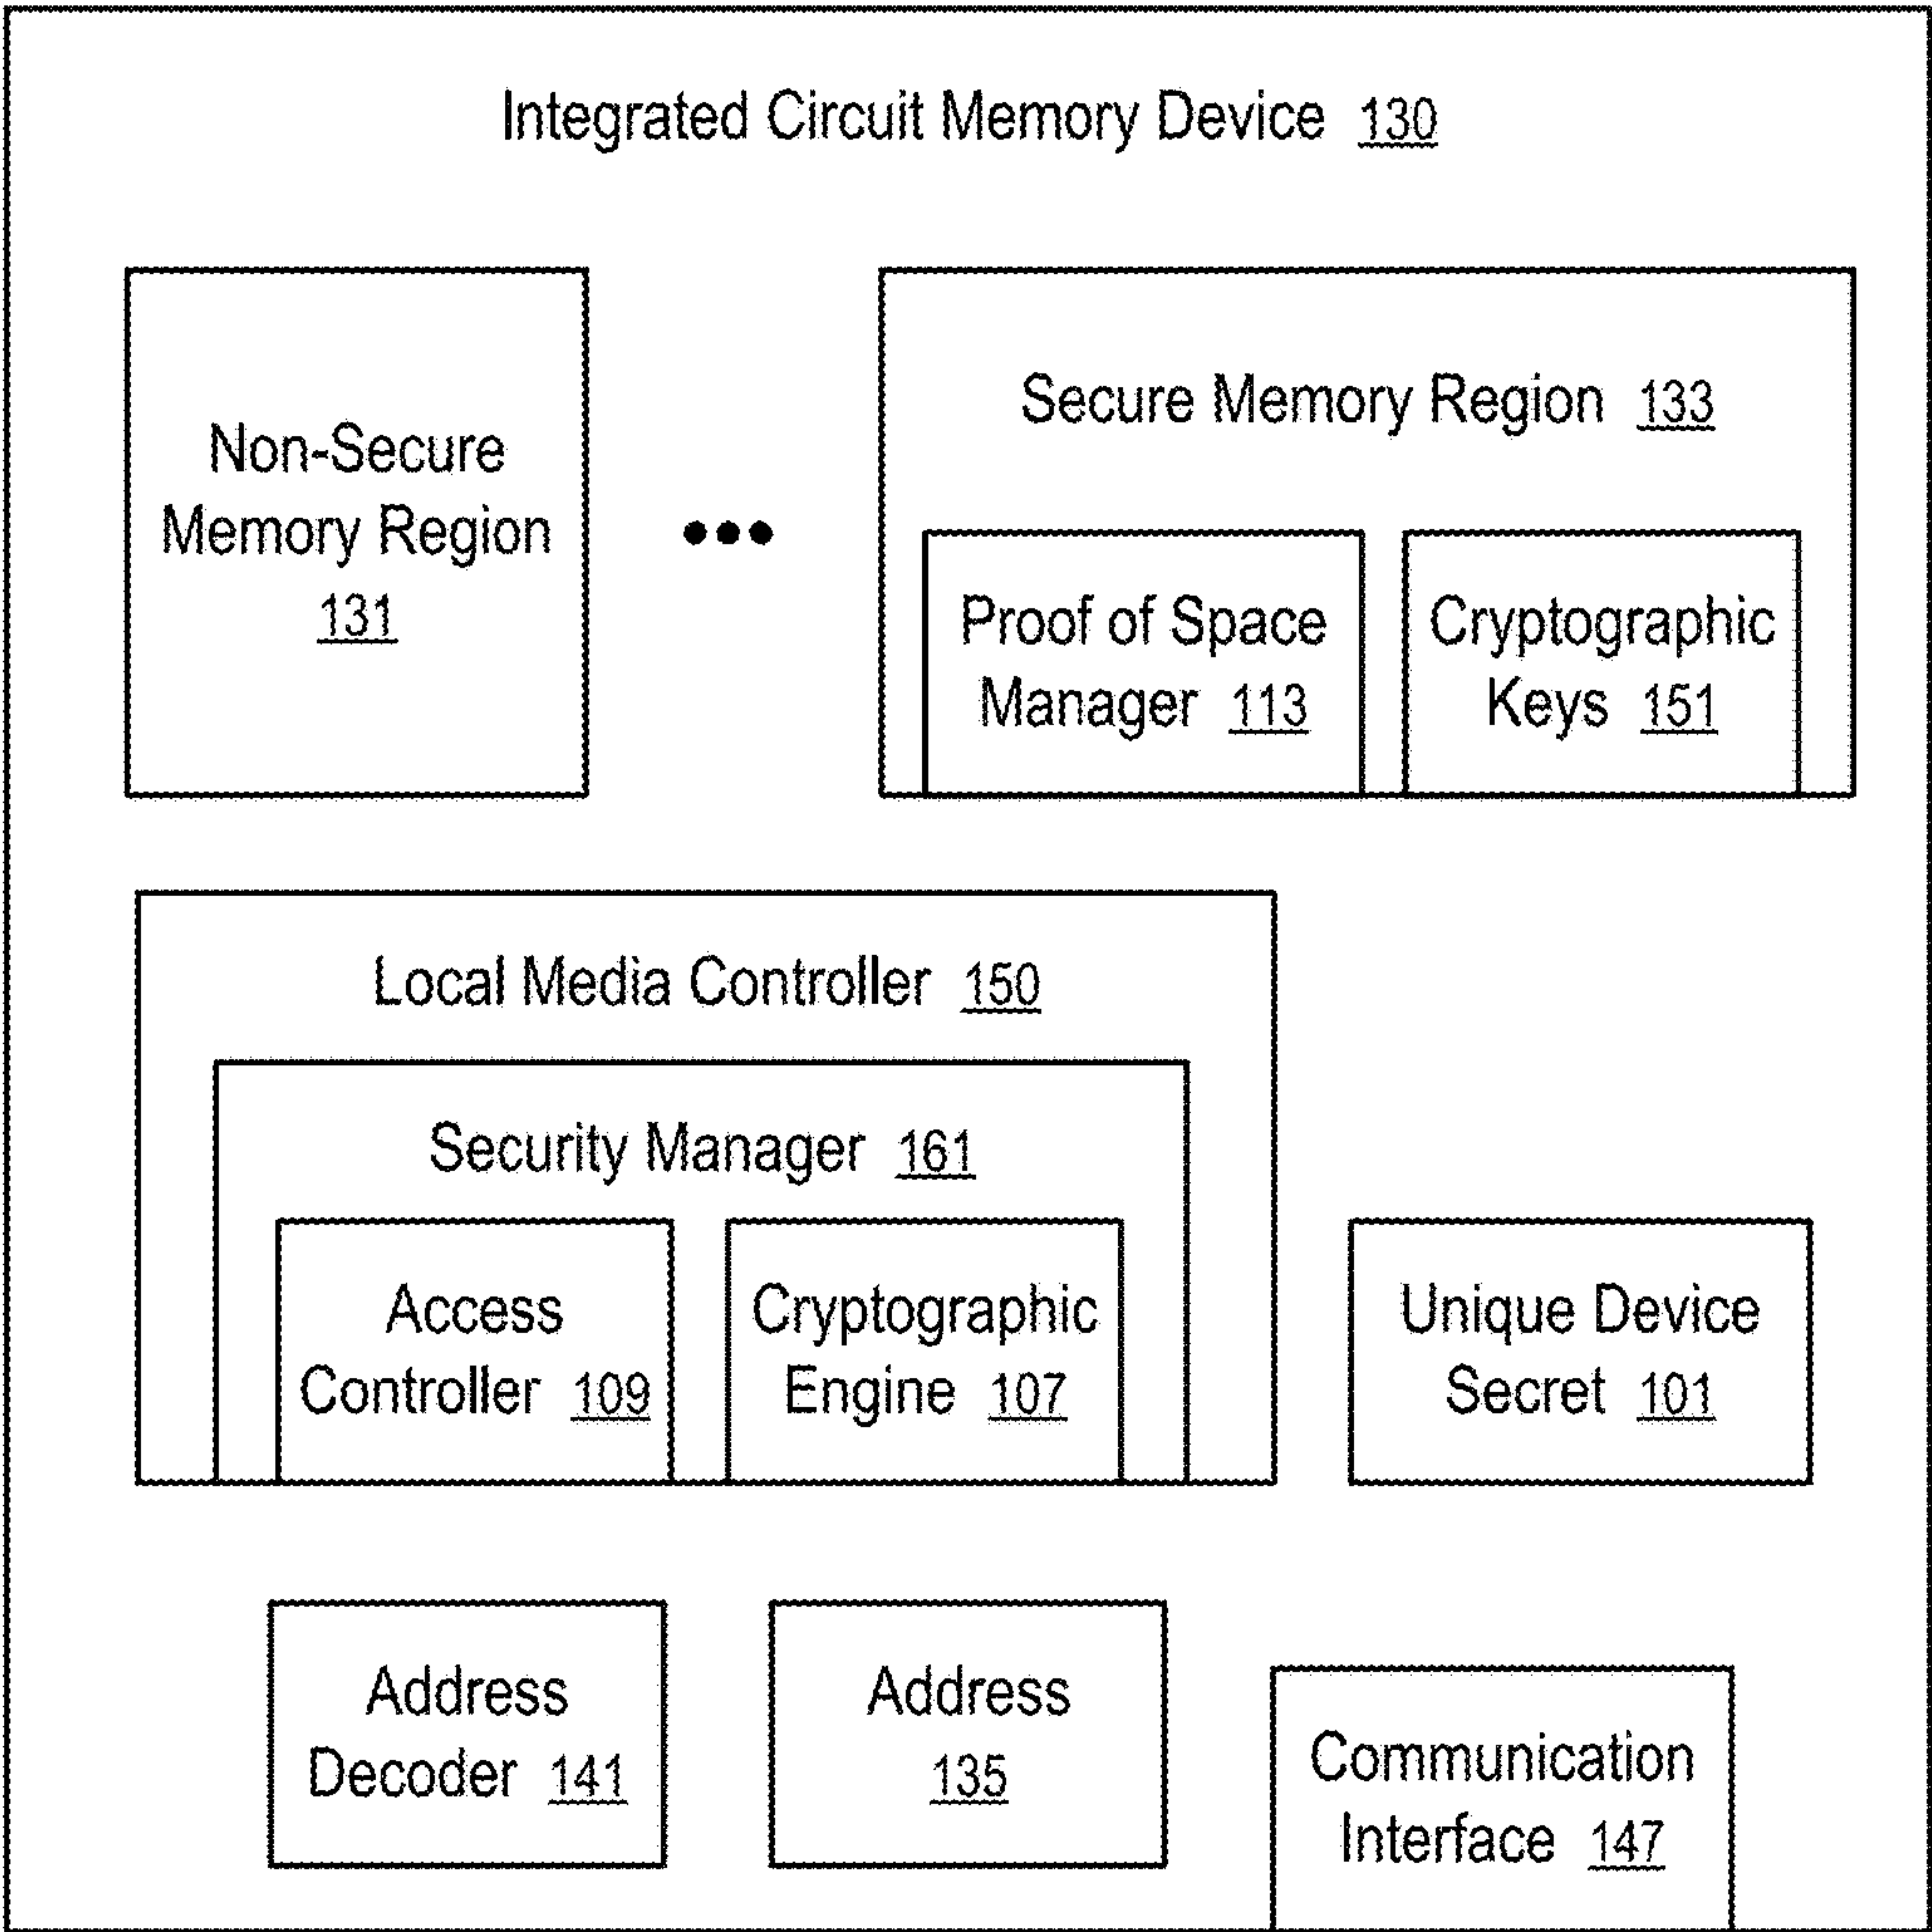 Integrated Circuit Memory Device 130
Non-Secure
Memory Region
131
Secure Memory Region 133
Proof of Space
Manager 113
Cryptographic
Keys 151
Local Media Controller 150
Security Manager 161
Access
Controller 109
Cryptographic
Engine 107
Unique Device
Secret 101
Address
Decoder 141
Address
135
Communication
Interface 147